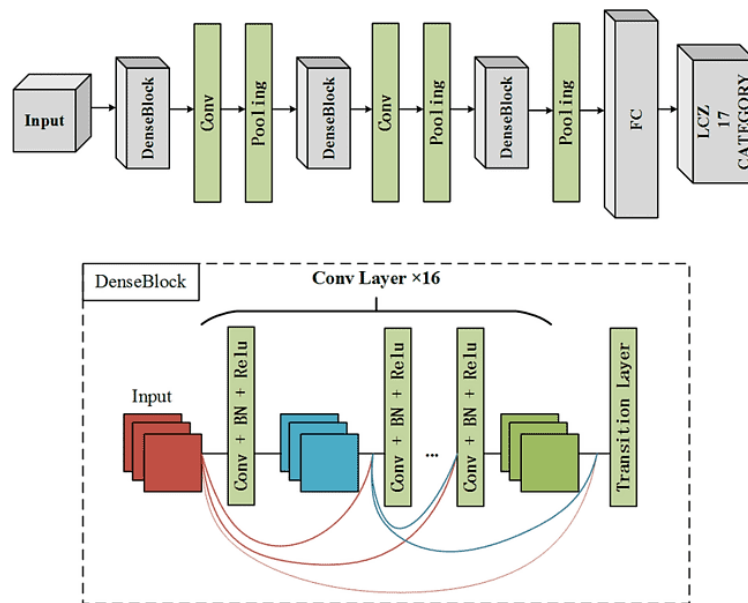 Input
DenseBlock
Conv
Pooling
DenseBlock
Conv
Pooling
DenseBlock
Pooling
FC
LCZ
17
CATEGORY
DenseBlock
Conv Layer ×16
Input
Conv + BN + Relu
Conv + BN + Relu
...
Conv + BN + Relu
Transition Layer